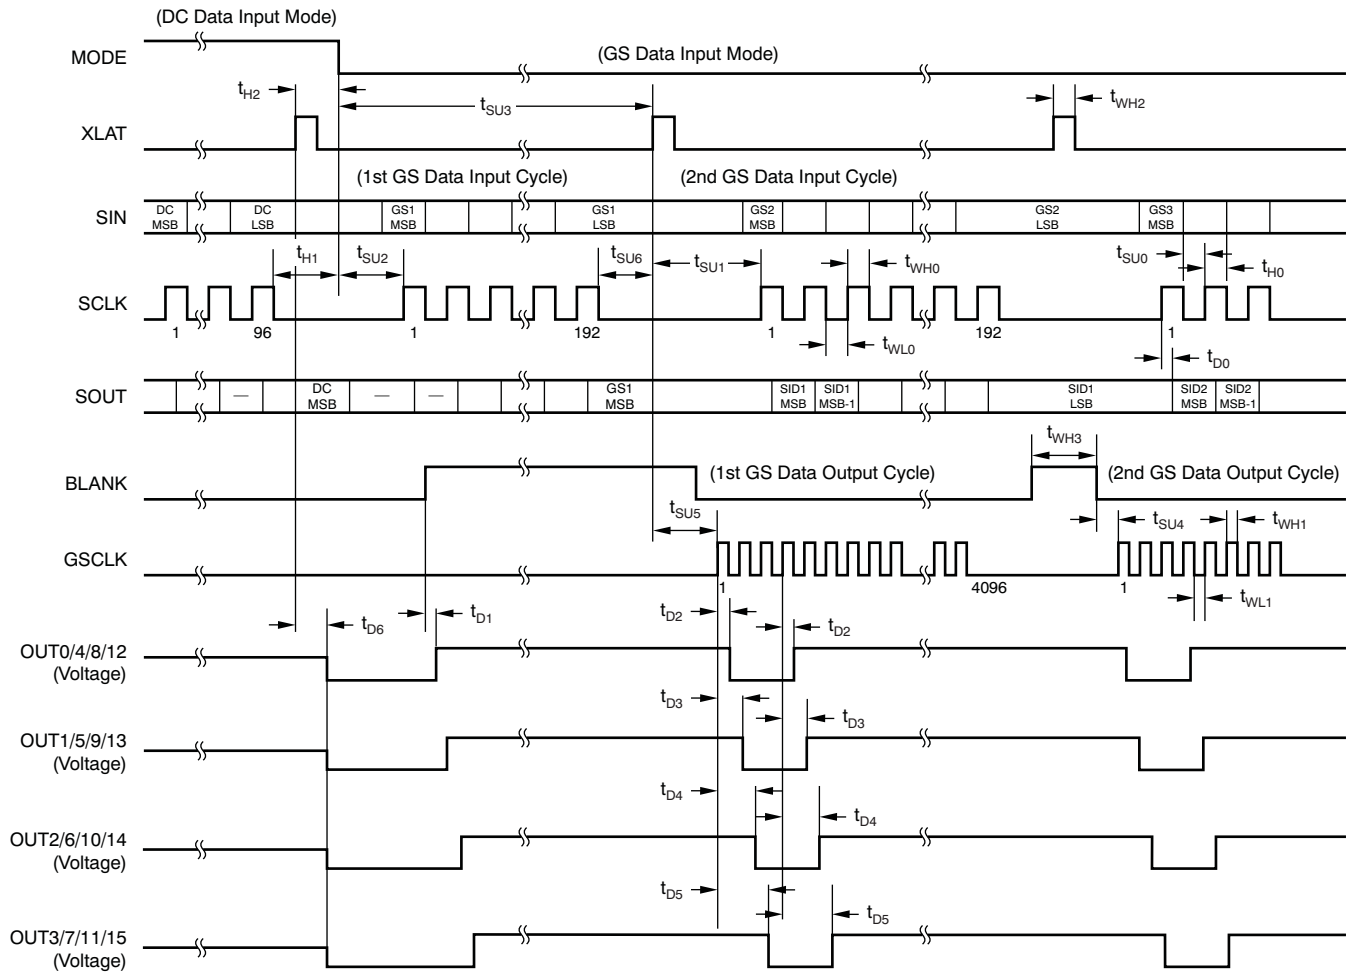 (DC Data Input Mode)
MODE
(GS Data Input Mode)
tH2
tSU3
tWH2
XLAT
(1st GS Data Input Cycle)
(2nd GS Data Input Cycle)
SIN
DC
MSB
DC
LSB
GS1
MSB
GS1
LSB
GS2
MSB
GS2
LSB
GS3
MSB
tH1
tSU2
tSU6
tSU1
tWH0
tSU0
tH0
SCLK
1
96
1
192
1
192
1
tWL0
tD0
SOUT
—
DC
MSB
—
—
GS1
MSB
SID1
MSB
SID1
MSB-1
SID1
LSB
SID2
MSB
SID2
MSB-1
tWH3
BLANK
(1st GS Data Output Cycle)
(2nd GS Data Output Cycle)
tSU5
tSU4
tWH1
GSCLK
1
4096
1
tWL1
tD6
tD1
tD2
tD2
OUT0/4/8/12
(Voltage)
tD3
tD3
OUT1/5/9/13
(Voltage)
tD4
tD4
OUT2/6/10/14
(Voltage)
tD5
tD5
OUT3/7/11/15
(Voltage)